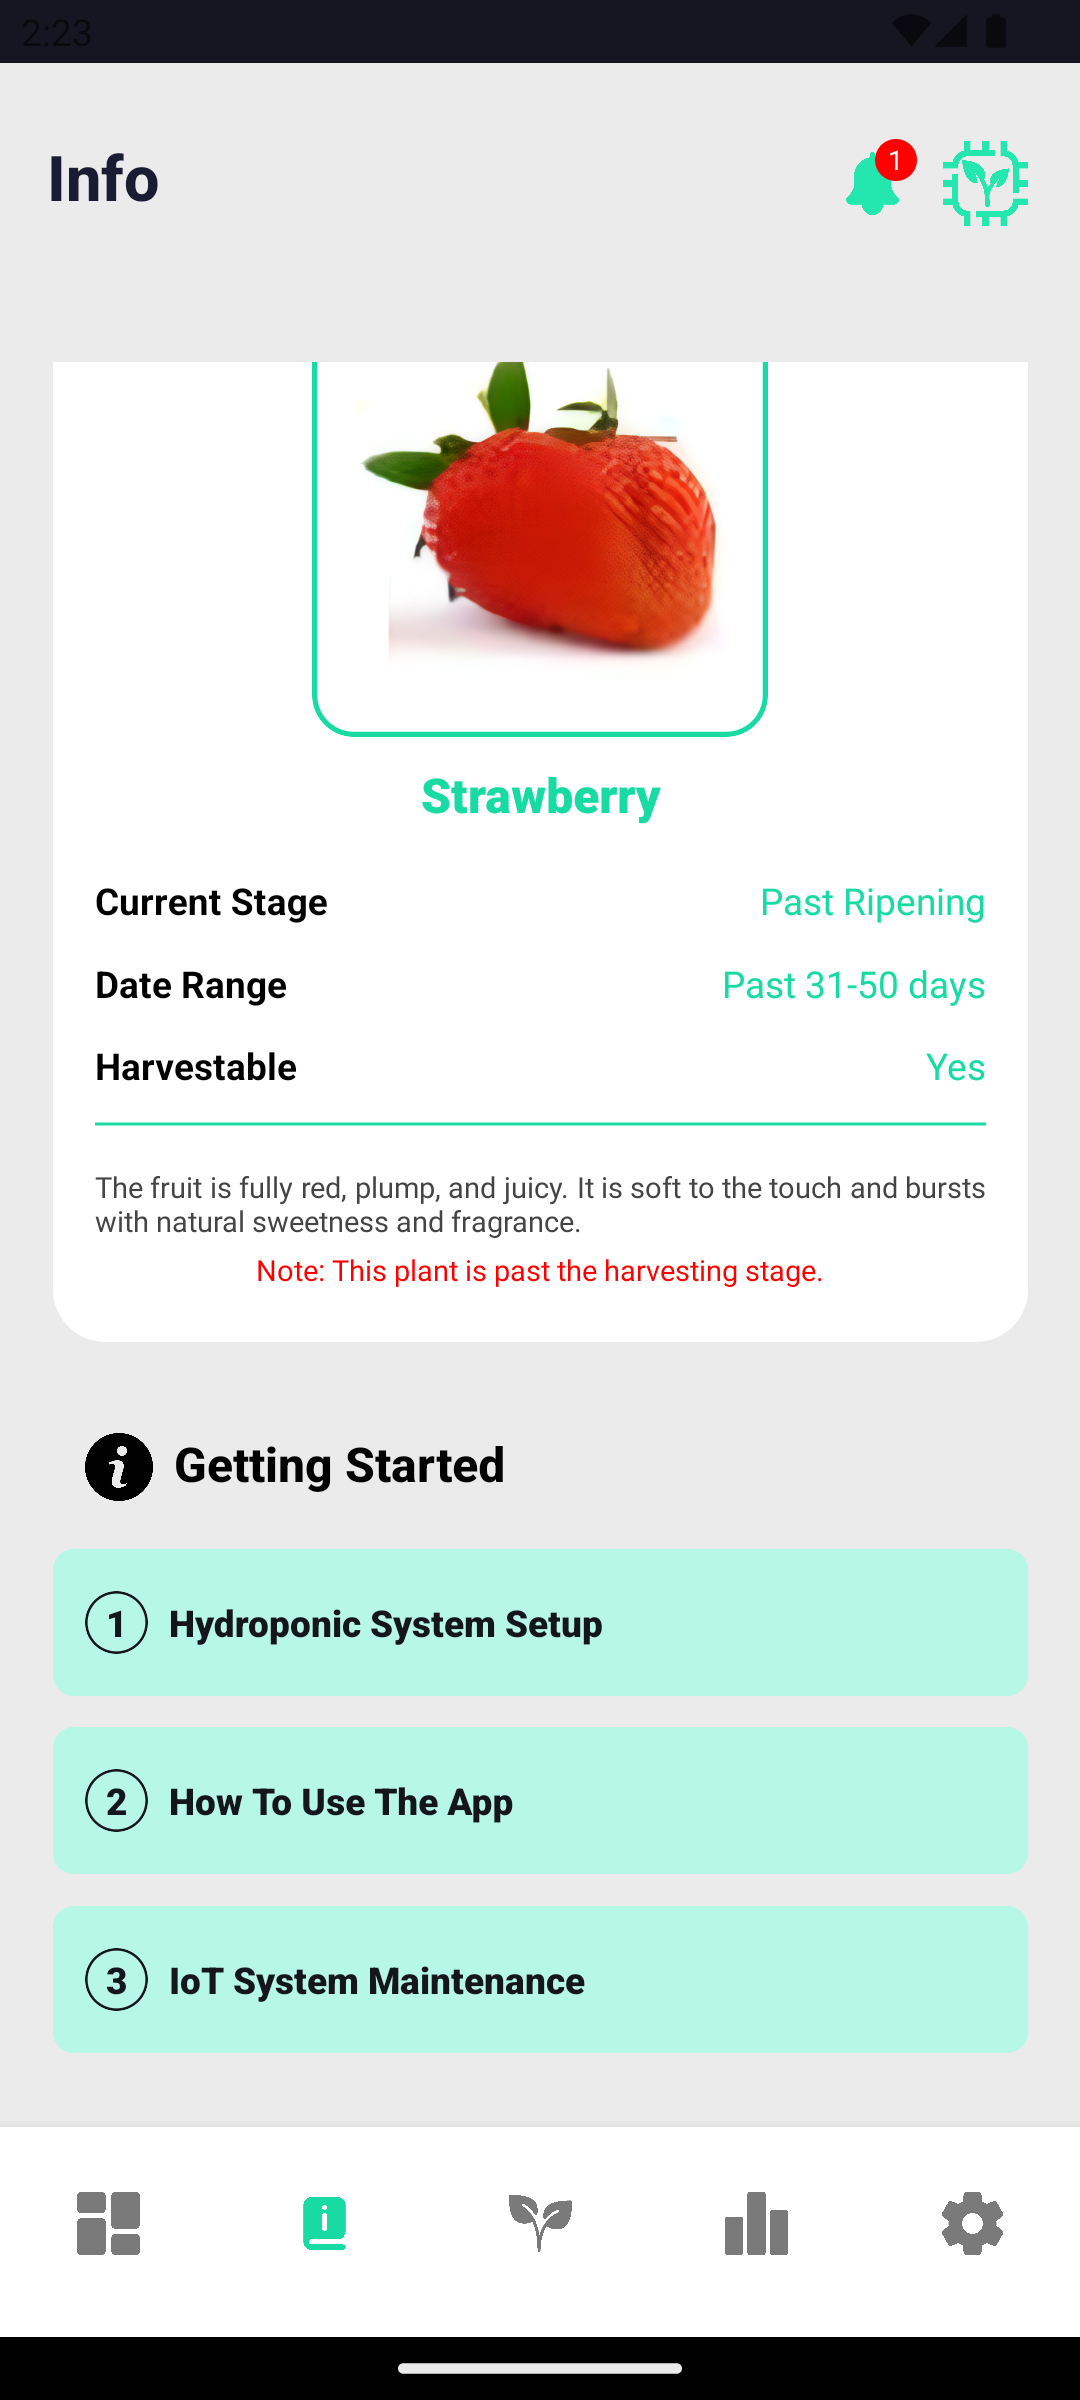 2:23
Info
1
Strawberry
Current Stage
Past Ripening
Date Range
Past 31-50 days
Harvestable
Yes
The fruit is fully red, plump, and juicy. It is soft to the touch and bursts
with natural sweetness and fragrance.
Note: This plant is past the harvesting stage.
Getting Started
1 Hydroponic System Setup
2 How To Use The App
3 IoT System Maintenance